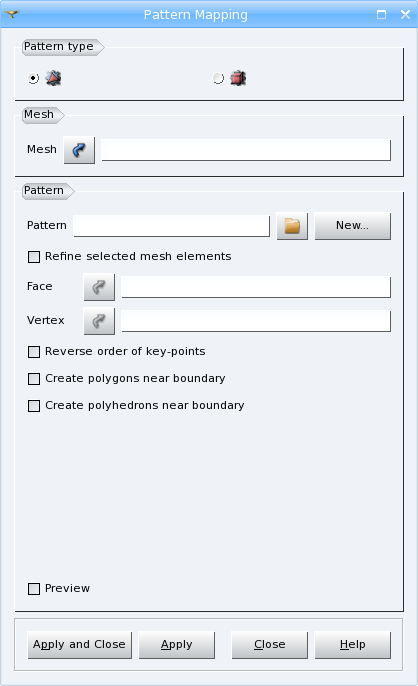 Pattern Mapping
Pattern type
Mesh
Mesh
Pattern
Pattern New...
Refine selected mesh elements
Face
Vertex
Reverse order of key-points
Create polygons near boundary
Create polyhedrons near boundary
Preview
Apply and Close Apply Close Help